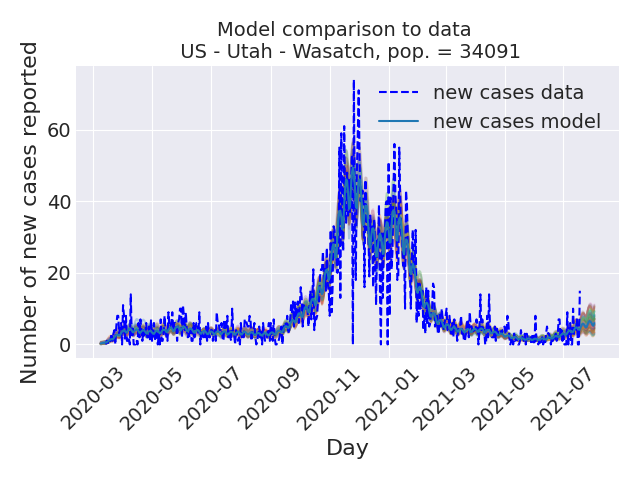 Model comparison to data
US - Utah - Wasatch, pop. = 34091
Number of new cases reported
60
40
20
0
new cases data
new cases model
2020-03
2020-05
2020-07
2020-09
2020-11
2021-01
2021-03
2021-05
2021-07
Day